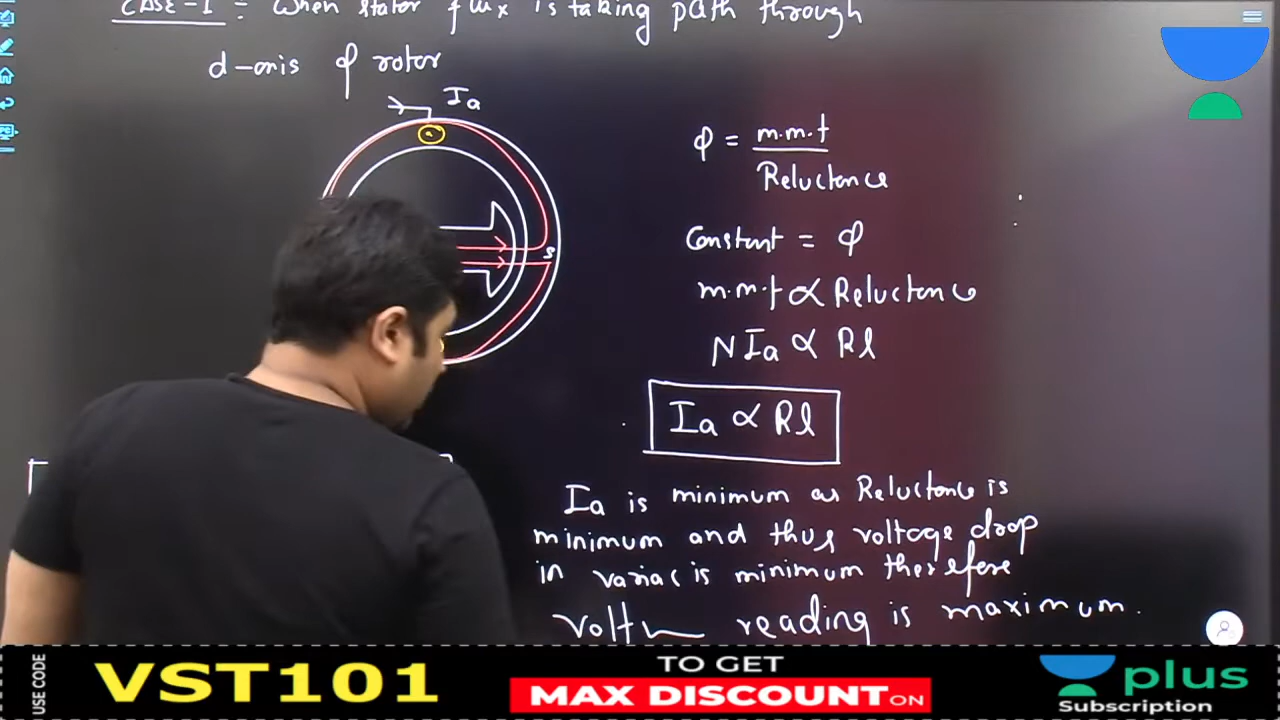 CASE-I :- When stator flux is taking path through
d-axis of rotor
Ia
φ = m.m.f
Reluctance
S
Constant = φ
m.m.f ∝ Reluctance
N Ia ∝ Rl
Ia ∝ Rl
Ia is minimum as Reluctance is
minimum and thus voltage drop
in variac is minimum therefore
reading is maximum.
USE CODE
VST101
TO GET
MAX DISCOUNT ON
plus
Subscription